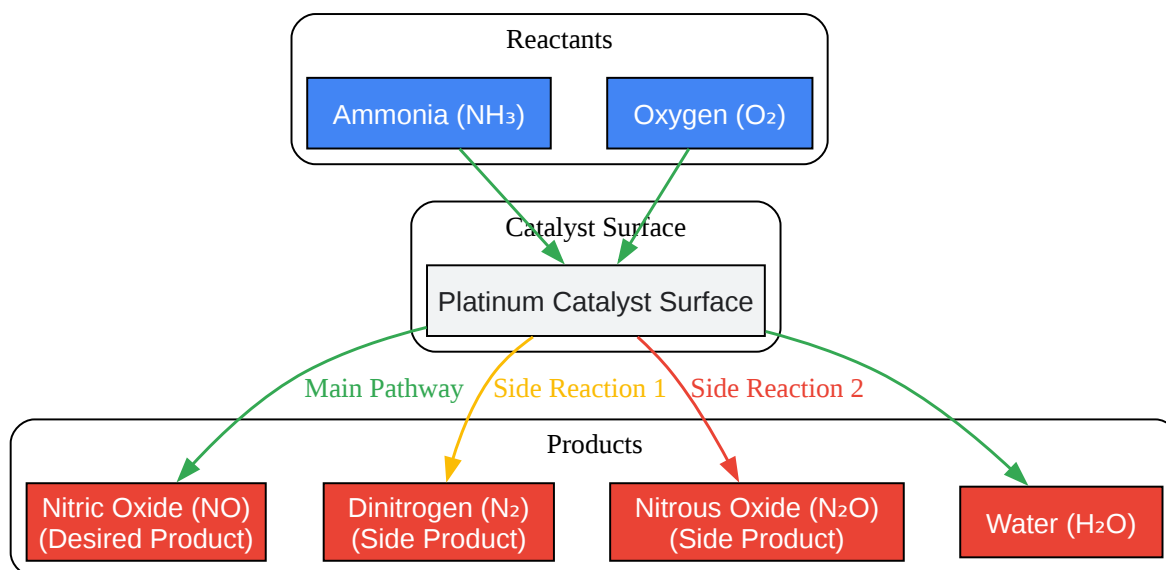 Reactants
Ammonia (NH₃)
Oxygen (O₂)
Catalyst Surface
Platinum Catalyst Surface
Main Pathway
Side Reaction 1
Side Reaction 2
Products
Nitric Oxide (NO)
(Desired Product)
Dinitrogen (N₂)
(Side Product)
Nitrous Oxide (N₂O)
(Side Product)
Water (H₂O)